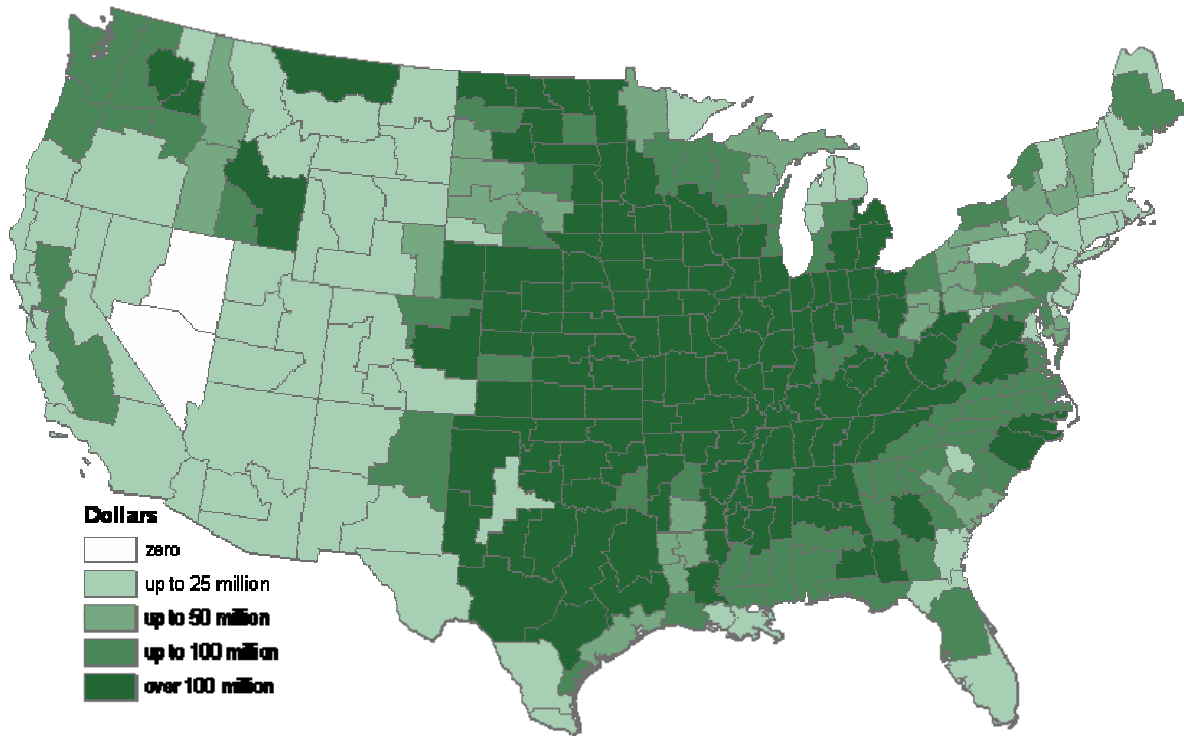 Dollars
zero
up to 25 million
up to 50 million
up to 100 million
over 100 million